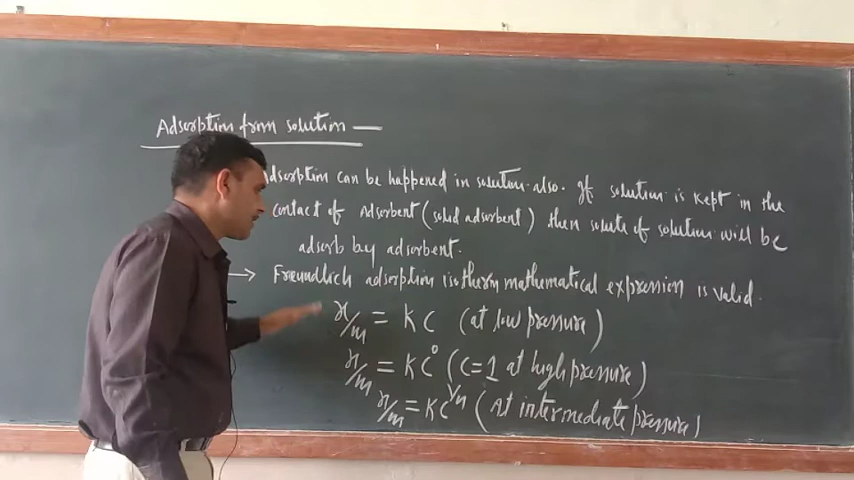 Adsorption from solution —
dsorption can be happened in solution also. If solution is kept in the
contact of Adsorbent (solid adsorbent) then solute of solution will be
adsorb by adsorbent.
→ Freundlich adsorption isotherm mathematical expression is valid.
x/m = KC (at low pressure)
x/m = KC⁰ (C=1 at high pressure)
x/m = KC^1/n (At intermediate pressure)